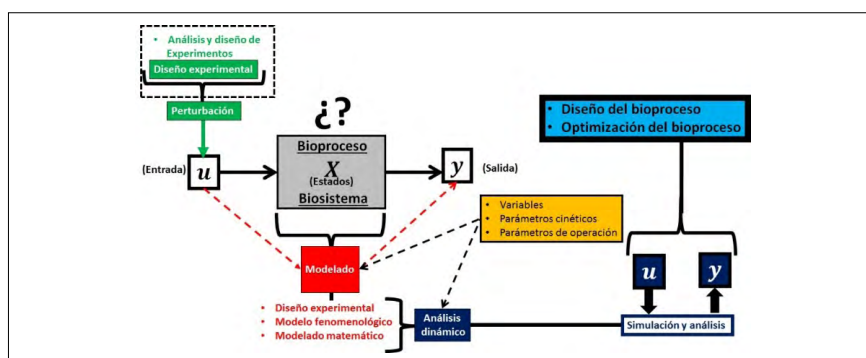 • Análisis y diseño de
Experimentos
Diseño experimental
Perturbación
¿?
• Diseño del bioproceso
• Optimización del bioproceso
(Entrada)
u
Bioproceso
X
(Estados)
Biosistema
y
(Salida)
• Variables
• Parámetros cinéticos
• Parámetros de operación
Modelado
• Diseño experimental
• Modelo fenomenológico
• Modelado matemático
Análisis
dinámico
u
y
Simulación y análisis